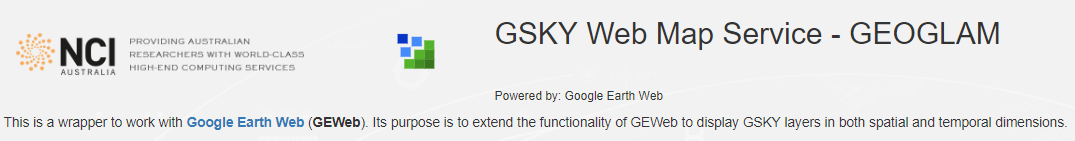 NCI
AUSTRALIA
PROVIDING AUSTRALIAN
RESEARCHERS WITH WORLD-CLASS
HIGH-END COMPUTING SERVICES
GSKY Web Map Service - GEOGLAM
Powered by: Google Earth Web
This is a wrapper to work with Google Earth Web (GEWeb). Its purpose is to extend the functionality of GEWeb to display GSKY layers in both spatial and temporal dimensions.